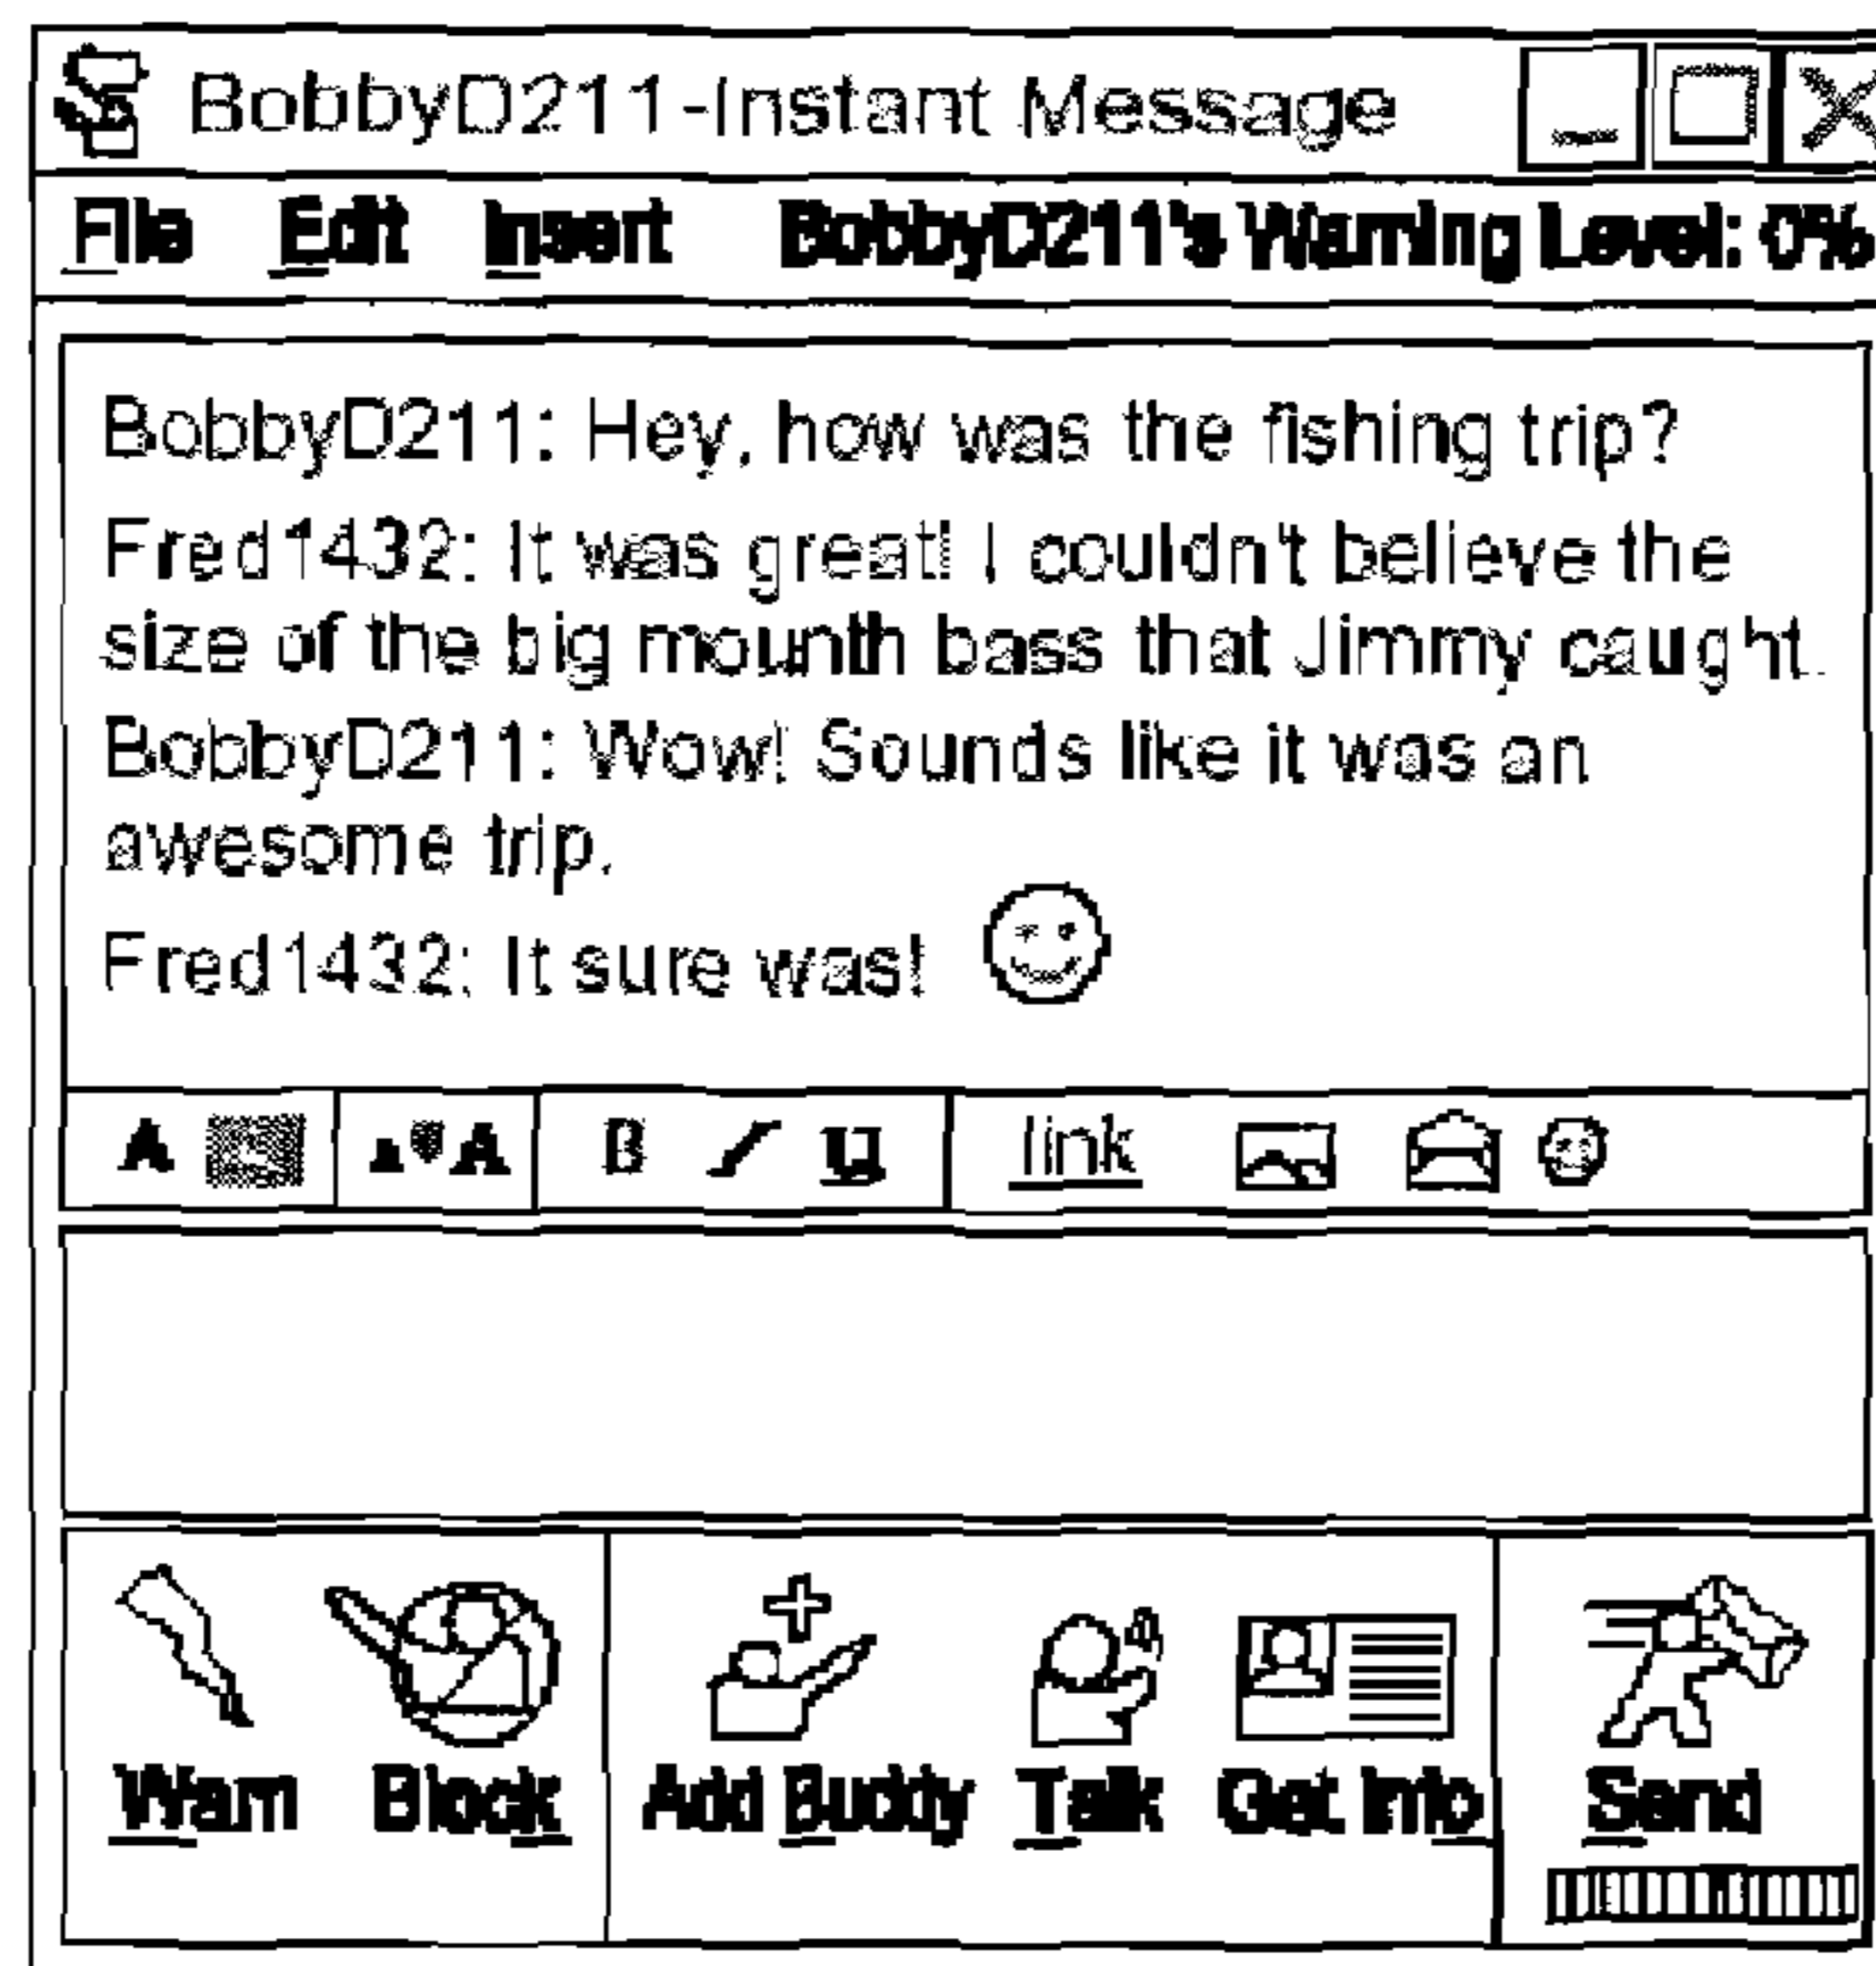 BobbyD211-Instant Message
File Edit Insert BobbyD211's Warning Level: 0%
BobbyD211: Hey, how was the fishing trip?
Fred1432: It was great! I couldn't believe the
size of the big mounth bass that Jimmy caught.
BobbyD211: Wow! Sounds like it was an
awesome trip.
Fred1432: It sure was!
A A A B I U link
Warn Block Add Buddy Talk Get Info Send